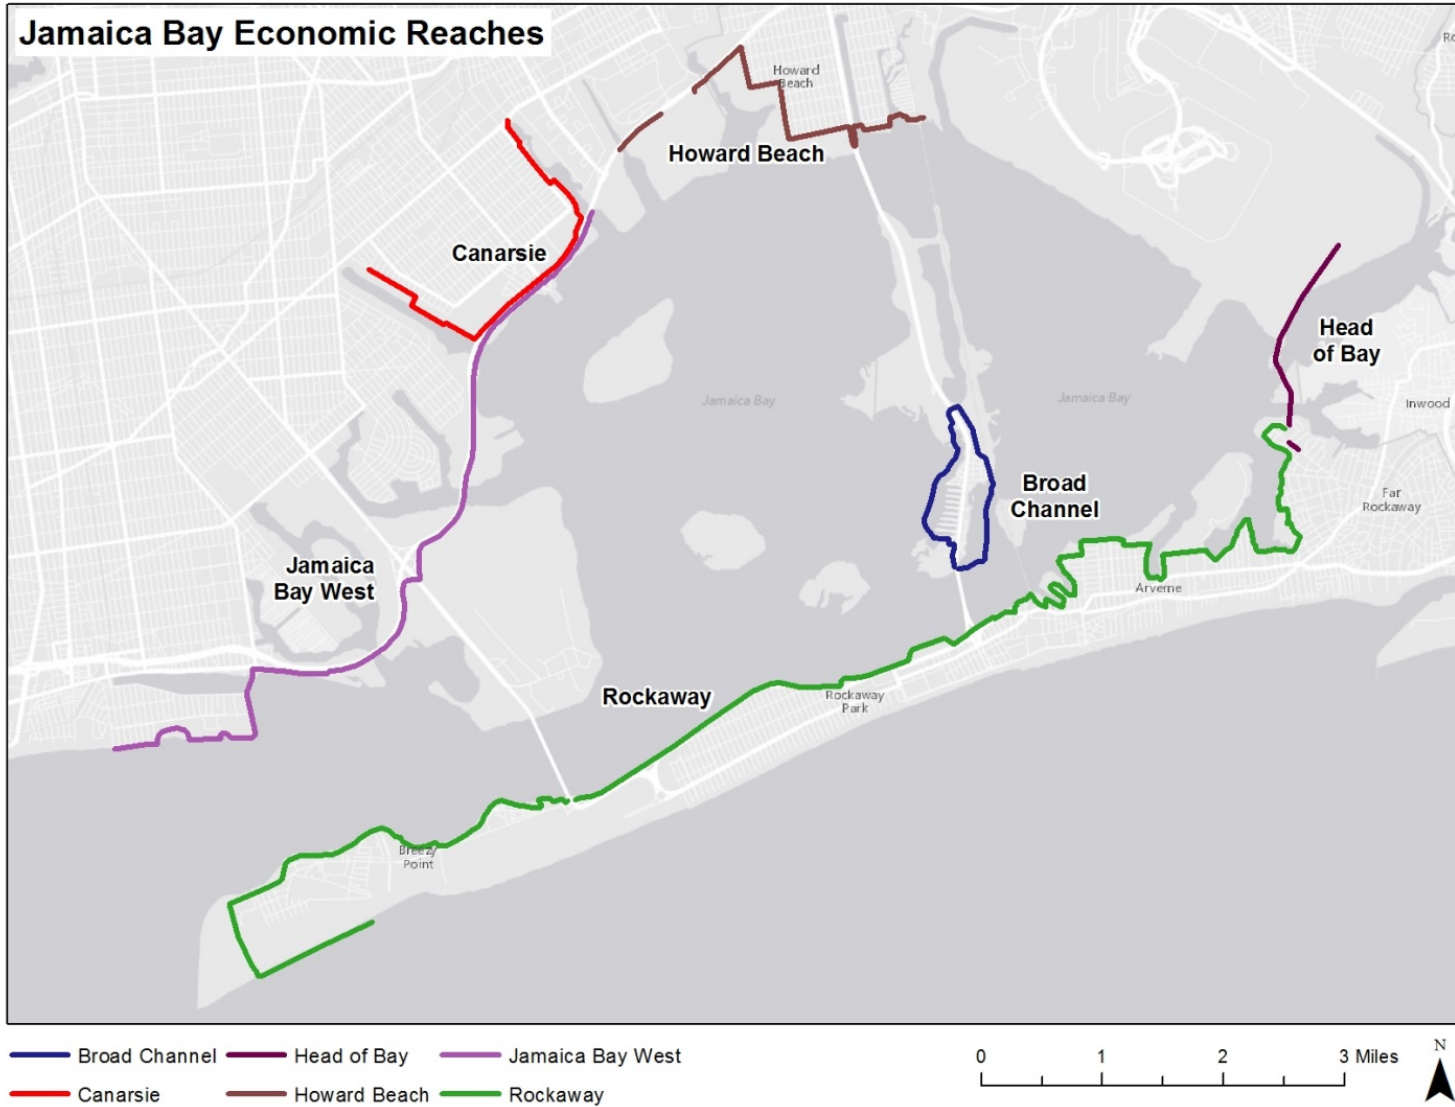 Jamaica Bay Economic Reaches
Howard
Beach
Howard Beach
Canarsie
Head
of Bay
Jamaica Bay
Jamaica Bay
Inwood
Broad
Channel
Far
Rockaway
Jamaica
Bay West
Arverne
Rockaway
Rockaway
Park
Breezy
Point
Broad Channel
Head of Bay
Jamaica Bay West
Canarsie
Howard Beach
Rockaway
0 1 2 3 Miles
N